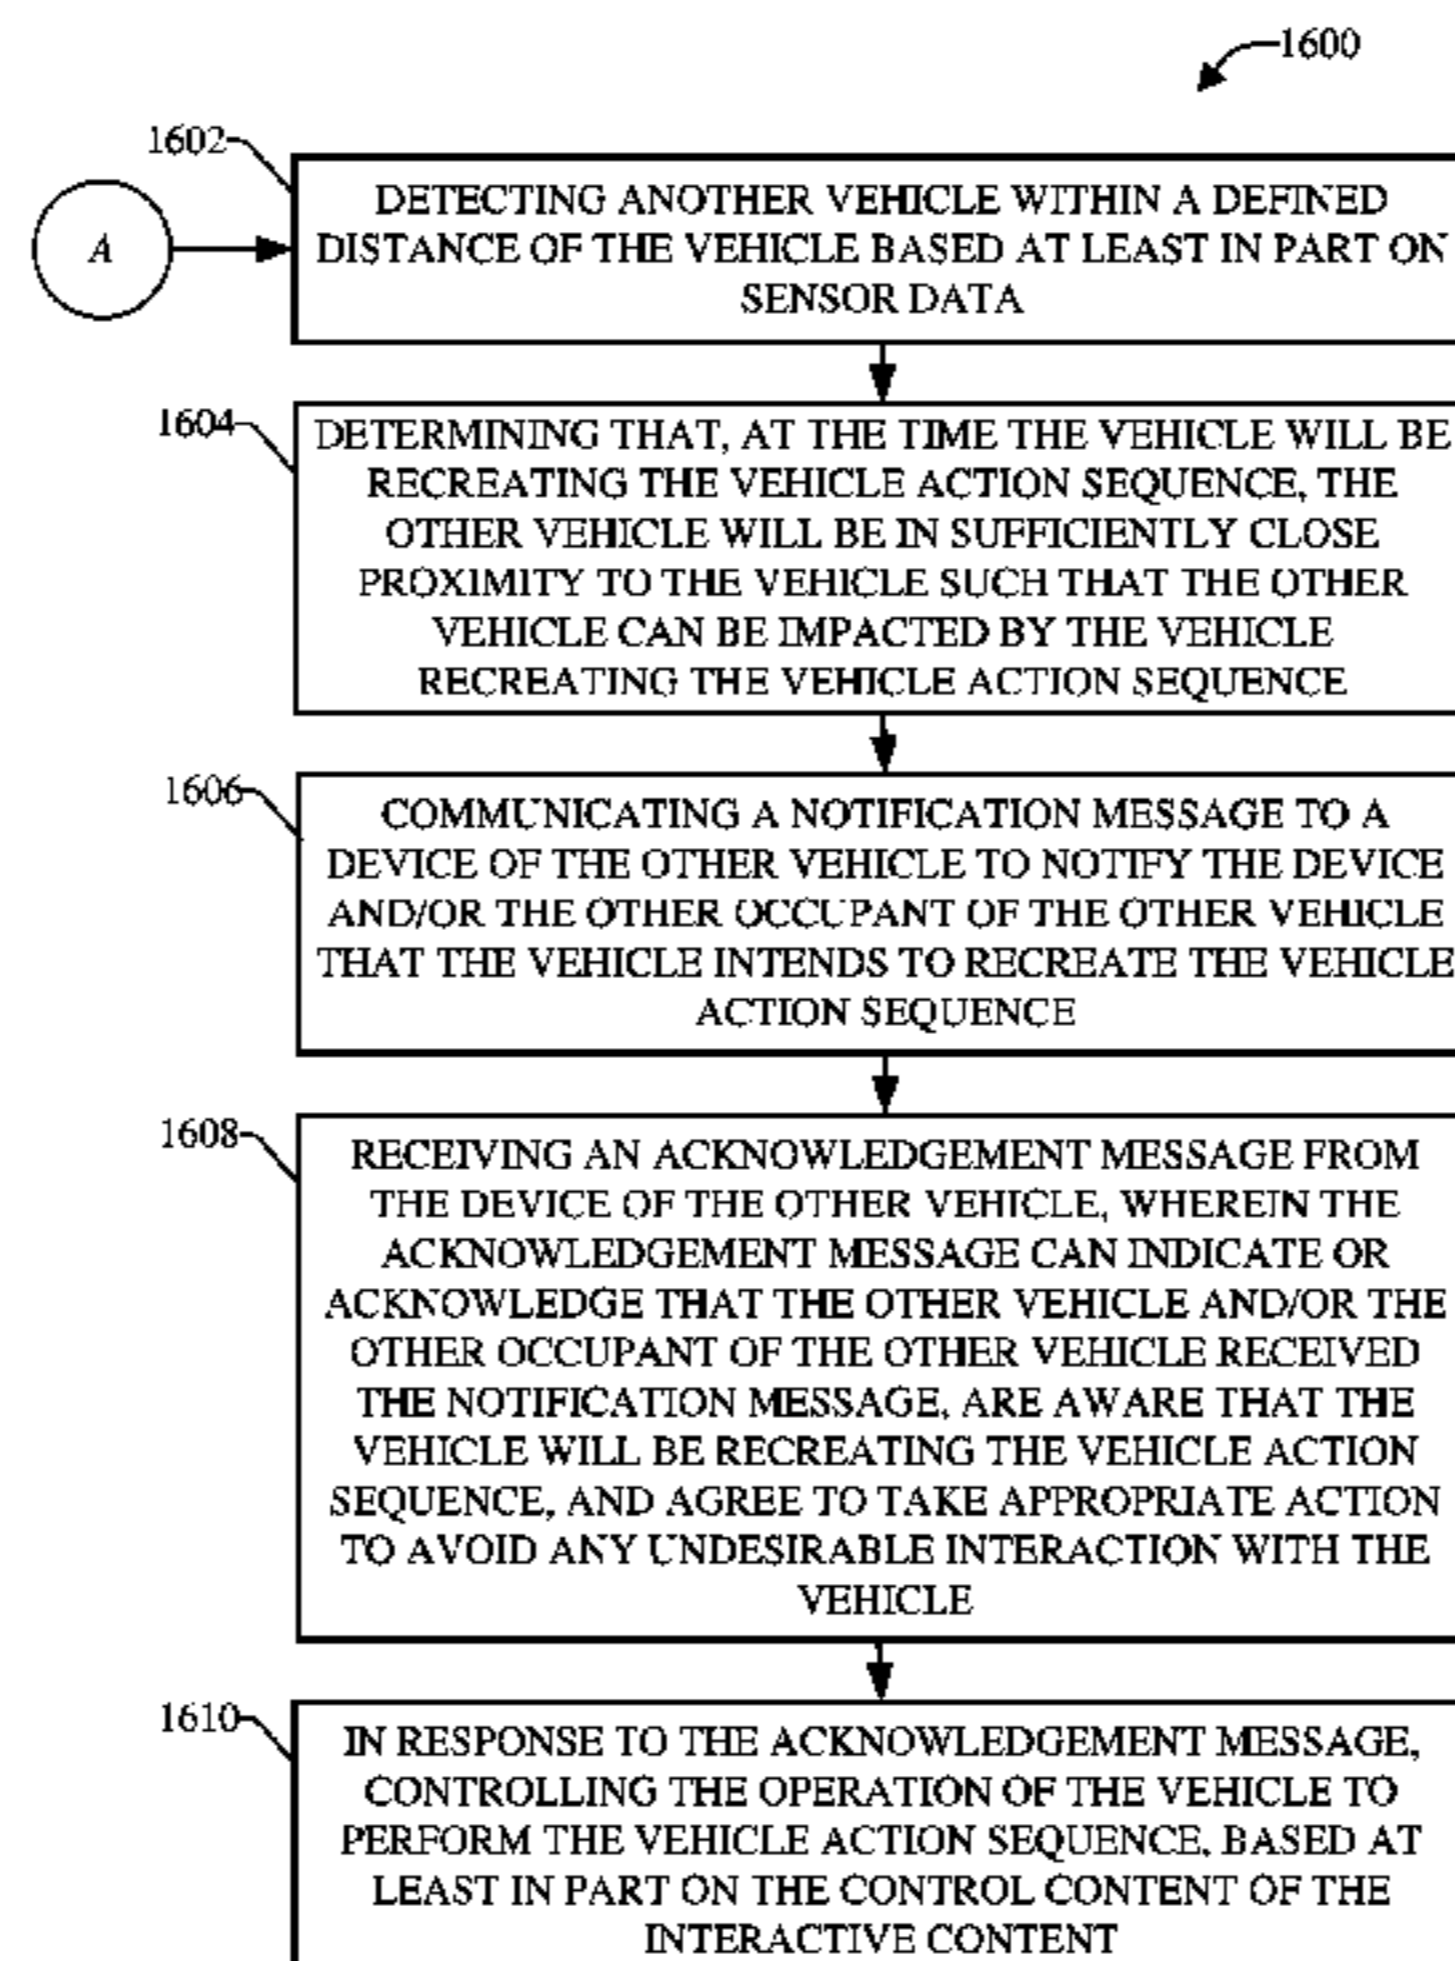 1600
1602
A
DETECTING ANOTHER VEHICLE WITHIN A DEFINED
DISTANCE OF THE VEHICLE BASED AT LEAST IN PART ON
SENSOR DATA
1604
DETERMINING THAT, AT THE TIME THE VEHICLE WILL BE
RECREATING THE VEHICLE ACTION SEQUENCE, THE
OTHER VEHICLE WILL BE IN SUFFICIENTLY CLOSE
PROXIMITY TO THE VEHICLE SUCH THAT THE OTHER
VEHICLE CAN BE IMPACTED BY THE VEHICLE
RECREATING THE VEHICLE ACTION SEQUENCE
1606
COMMUNICATING A NOTIFICATION MESSAGE TO A
DEVICE OF THE OTHER VEHICLE TO NOTIFY THE DEVICE
AND/OR THE OTHER OCCUPANT OF THE OTHER VEHICLE
THAT THE VEHICLE INTENDS TO RECREATE THE VEHICLE
ACTION SEQUENCE
1608
RECEIVING AN ACKNOWLEDGEMENT MESSAGE FROM
THE DEVICE OF THE OTHER VEHICLE, WHEREIN THE
ACKNOWLEDGEMENT MESSAGE CAN INDICATE OR
ACKNOWLEDGE THAT THE OTHER VEHICLE AND/OR THE
OTHER OCCUPANT OF THE OTHER VEHICLE RECEIVED
THE NOTIFICATION MESSAGE, ARE AWARE THAT THE
VEHICLE WILL BE RECREATING THE VEHICLE ACTION
SEQUENCE, AND AGREE TO TAKE APPROPRIATE ACTION
TO AVOID ANY UNDESIRABLE INTERACTION WITH THE
VEHICLE
1610
IN RESPONSE TO THE ACKNOWLEDGEMENT MESSAGE,
CONTROLLING THE OPERATION OF THE VEHICLE TO
PERFORM THE VEHICLE ACTION SEQUENCE, BASED AT
LEAST IN PART ON THE CONTROL CONTENT OF THE
INTERACTIVE CONTENT